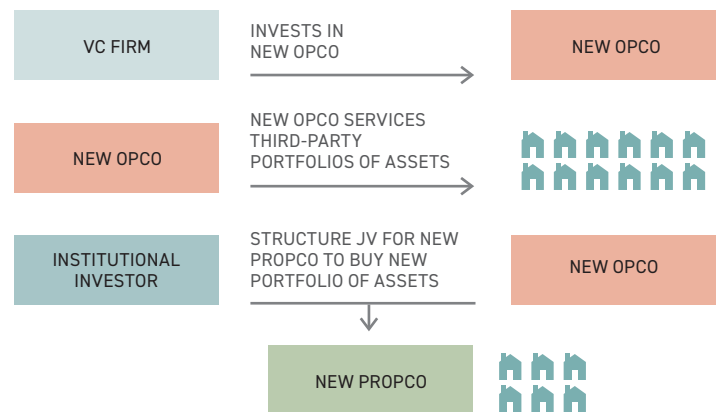 VC FIRM
INVESTS IN
NEW OPCO
NEW OPCO
NEW OPCO
NEW OPCO SERVICES
THIRD-PARTY
PORTFOLIOS OF ASSETS
INSTITUTIONAL
INVESTOR
STRUCTURE JV FOR NEW
PROPCO TO BUY NEW
PORTFOLIO OF ASSETS
NEW OPCO
NEW PROPCO